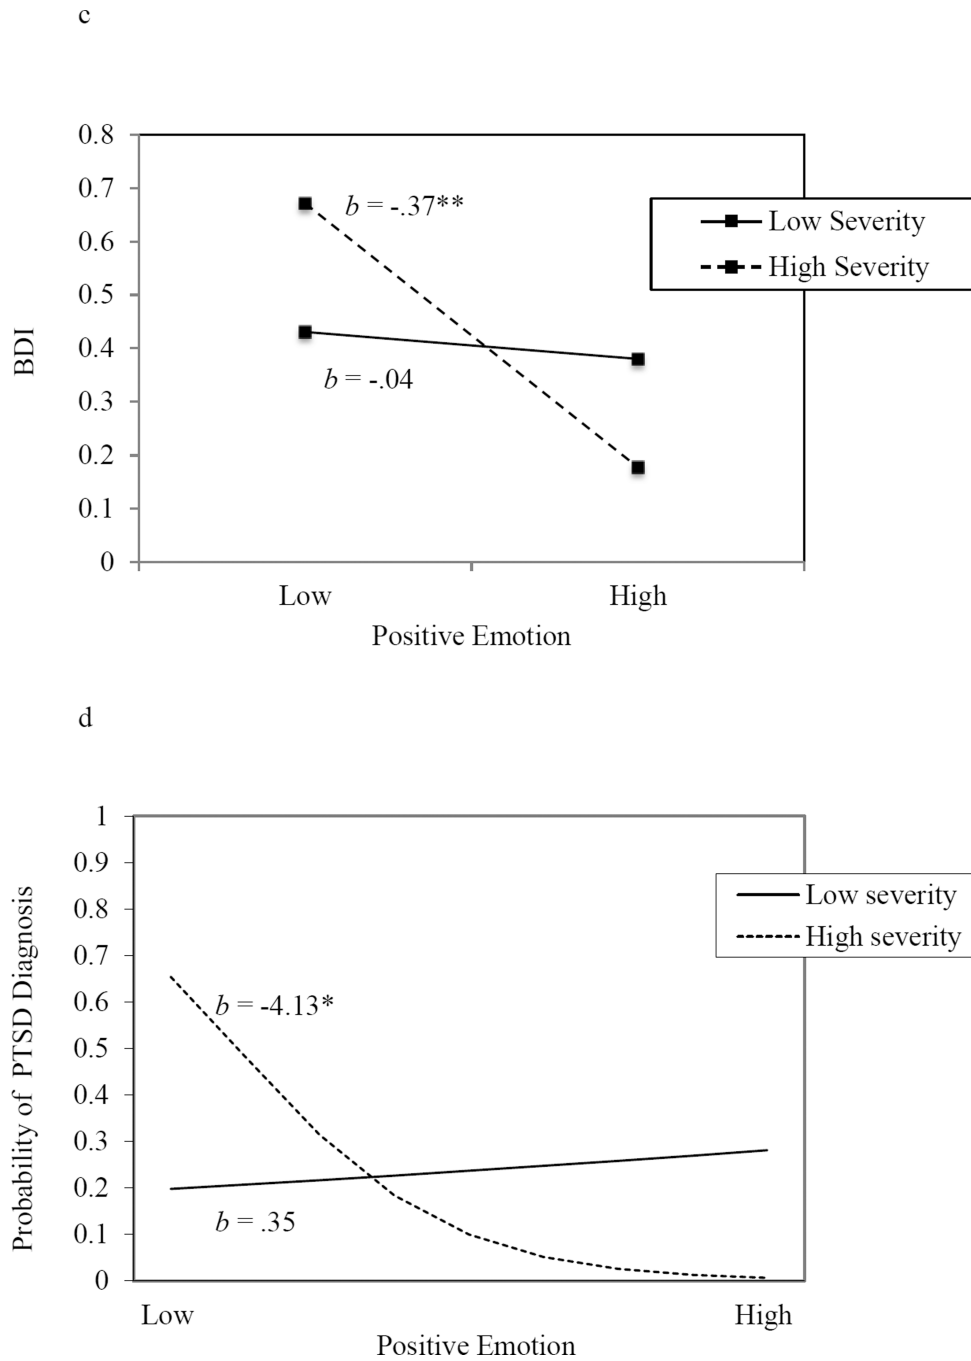 c
0.8
0.7
b = -.37**
Low Severity
0.6
High Severity
0.5
BDI
0.4
b = -.04
0.3
0.2
0.1
0
Low High
Positive Emotion
d
1
0.9
Low severity
0.8
High severity
0.7
Probability of PTSD Diagnosis
0.6
b = -4.13*
0.5
0.4
0.3
0.2
b = .35
0.1
0
Low High
Positive Emotion